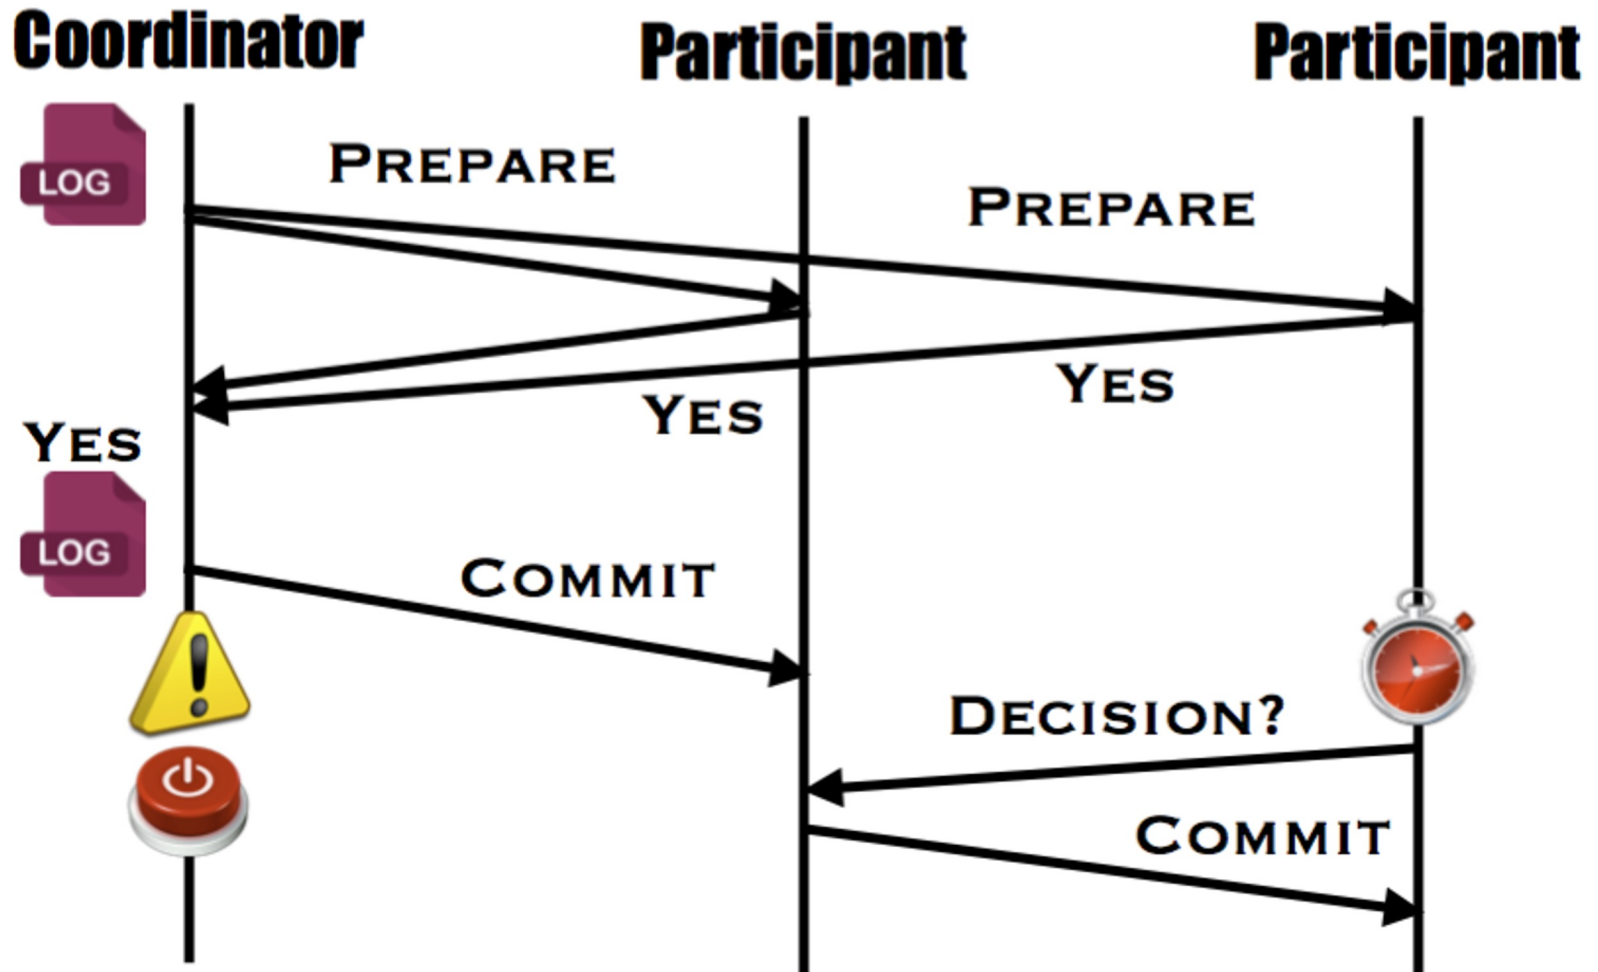 Coordinator
Participant
Participant
LOG
PREPARE
PREPARE
YES
YES
YES
LOG
COMMIT
DECISION?
COMMIT